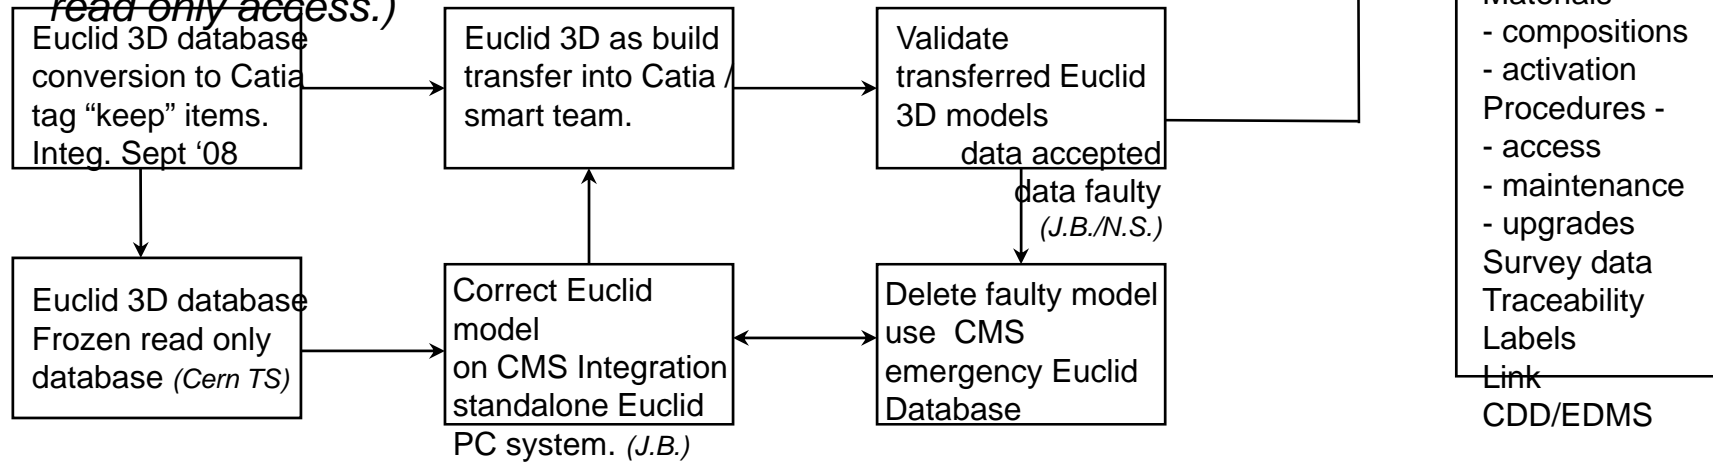 read only access.)
Euclid 3D database
conversion to Catia
tag “keep” items.
Integ. Sept ‘08
Euclid 3D as build
transfer into Catia /
smart team.
Validate
transferred Euclid
3D models
data accepted
data faulty
(J.B./N.S.)
Euclid 3D database
Frozen read only
database (Cern TS)
Correct Euclid
model
on CMS Integration
standalone Euclid
PC system. (J.B.)
Delete faulty model
use  CMS
emergency Euclid
Database
Materials
- compositions
- activation
Procedures -
- access
- maintenance
- upgrades
Survey data
Traceability
Labels
Link
CDD/EDMS